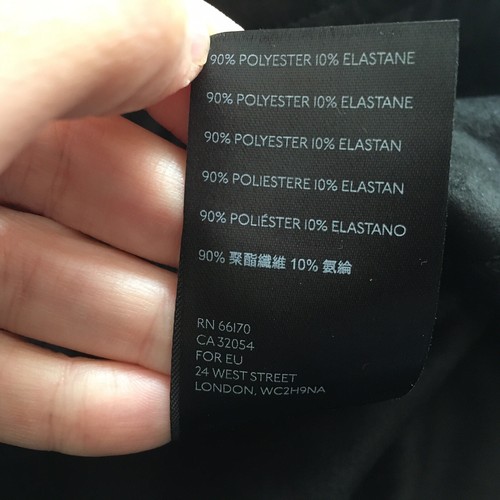 90% POLYESTER 10% ELASTANE
90% POLYESTER 10% ELASTANE
90% POLYESTER 10% ELASTAN
90% POLIESTERE 10% ELASTAN
90% POLIÉSTER 10% ELASTANO
90% 聚酯纖維 10% 氨綸
RN 66170
CA 32054
FOR EU
24 WEST STREET
LONDON, WC2H9NA